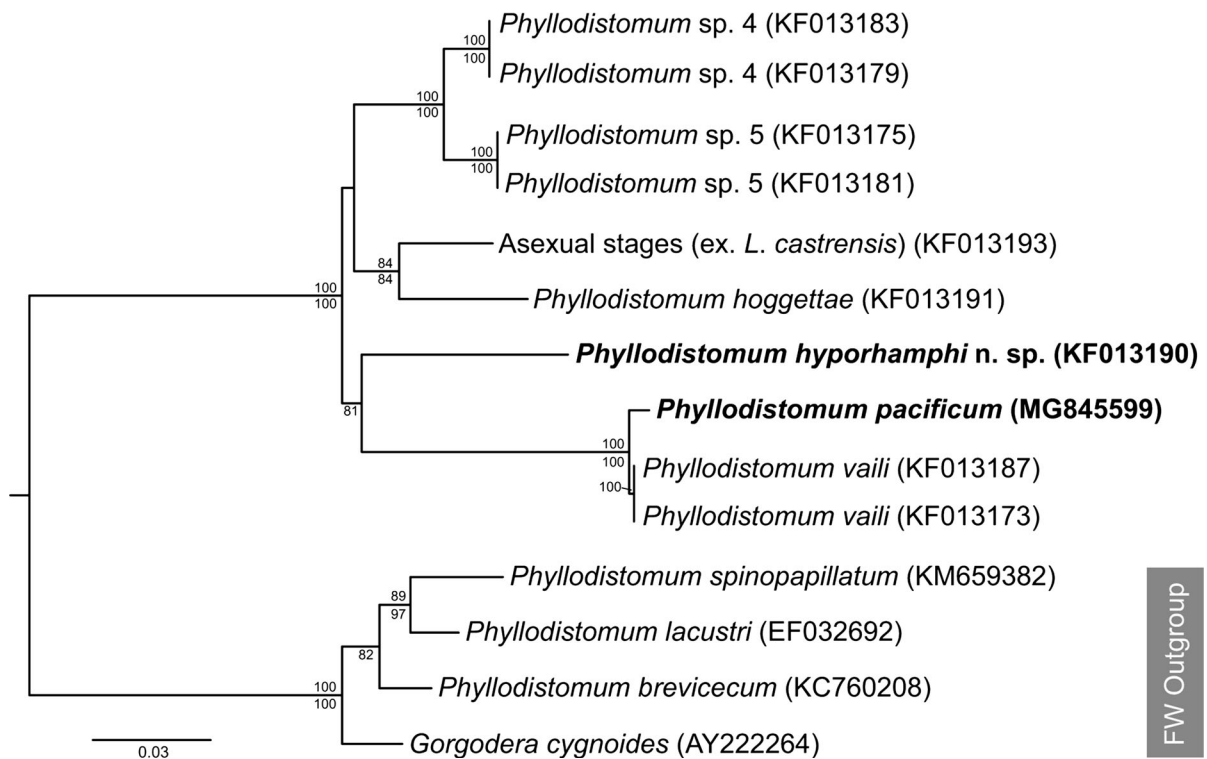 Phyllodistomum sp. 4 (KF013183)
100
100
Phyllodistomum sp. 4 (KF013179)
100
100
Phyllodistomum sp. 5 (KF013175)
100
100
Phyllodistomum sp. 5 (KF013181)
Asexual stages (ex. L. castrensis) (KF013193)
84
84
Phyllodistomum hoggettae (KF013191)
100
100
Phyllodistomum hyporhamphi n. sp. (KF013190)
81
Phyllodistomum pacificum (MG845599)
100
100
Phyllodistomum vaili (KF013187)
100
Phyllodistomum vaili (KF013173)
Phyllodistomum spinopapillatum (KM659382)
89
97
Phyllodistomum lacustri (EF032692)
82
Phyllodistomum brevicecum (KC760208)
100
100
Gorgodera cygnoides (AY222264)
0.03
FW Outgroup